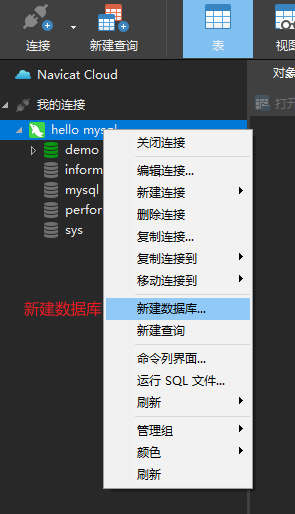 连接
新建查询
表
视图
Navicat Cloud
对象
我的连接
打开
hello mysql
关闭连接
demo
编辑连接...
inform
新建连接
mysql
删除连接
perfor
复制连接...
sys
复制连接到
移动连接到
新建数据库
新建数据库...
新建查询
命令列界面...
运行 SQL 文件...
刷新
管理组
颜色
刷新